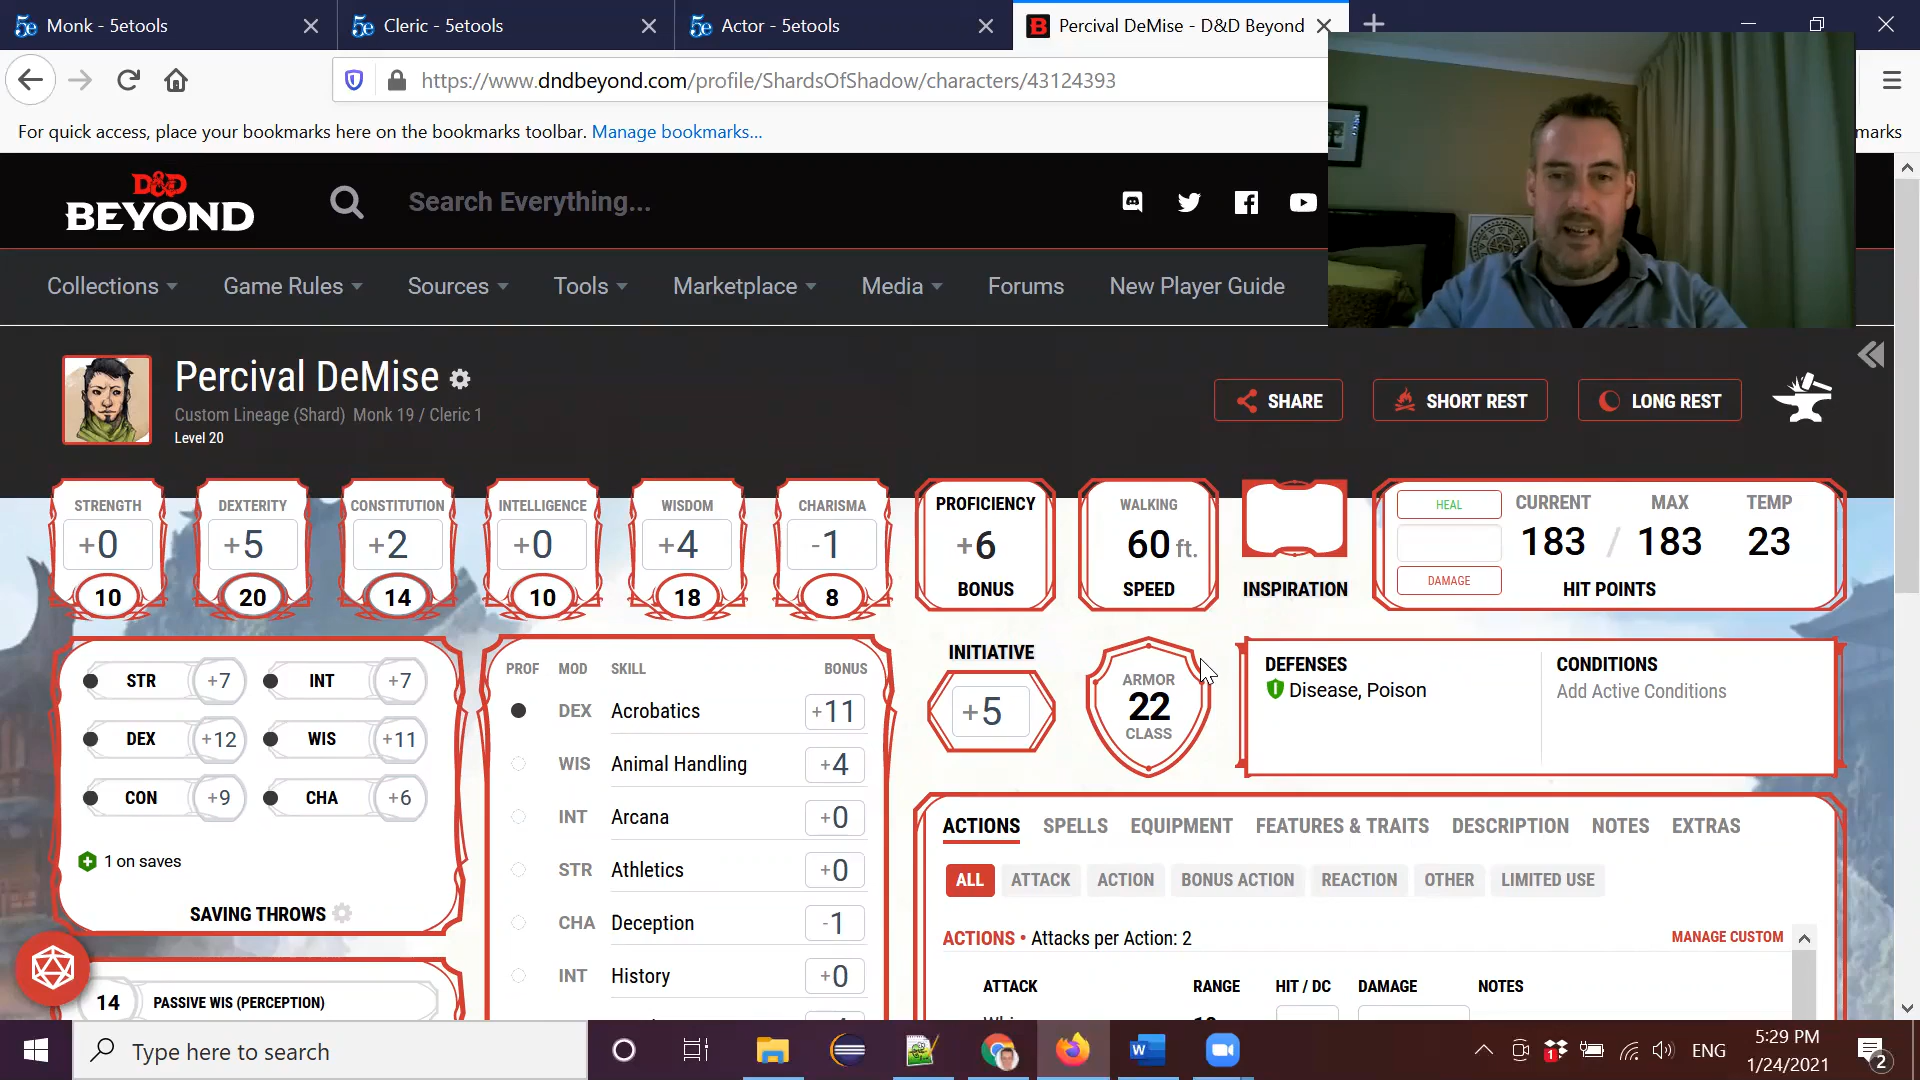 Monk - 5etools
Cleric - 5etools
Actor - 5etools
Percival DeMise - D&D Beyond
https://www.dndbeyond.com/profile/ShardsOfShadow/characters/43124393
For quick access, place your bookmarks here on the bookmarks toolbar. Manage bookmarks...
marks
D&D
BEYOND
Search Everything...
Collections
Game Rules
Sources
Tools
Marketplace
Media
Forums
New Player Guide
Percival DeMise
Custom Lineage (Shard) Monk 19 / Cleric 1
Level 20
SHARE
SHORT REST
LONG REST
STRENGTH
+0
10
DEXTERITY
+5
20
CONSTITUTION
+2
14
INTELLIGENCE
+0
10
WISDOM
+4
18
CHARISMA
-1
8
PROFICIENCY
+6
BONUS
WALKING
60 ft.
SPEED
INSPIRATION
HEAL
DAMAGE
CURRENT
MAX
TEMP
183 / 183
23
HIT POINTS
STR +7
INT +7
DEX +12
WIS +11
CON +9
CHA +6
1 on saves
SAVING THROWS
14 PASSIVE WIS (PERCEPTION)
PROF MOD SKILL BONUS
DEX Acrobatics +11
WIS Animal Handling +4
INT Arcana +0
STR Athletics +0
CHA Deception -1
INT History +0
INITIATIVE
+5
ARMOR
22
CLASS
DEFENSES
Disease, Poison
CONDITIONS
Add Active Conditions
ACTIONS SPELLS EQUIPMENT FEATURES & TRAITS DESCRIPTION NOTES EXTRAS
ALL ATTACK ACTION BONUS ACTION REACTION OTHER LIMITED USE
ACTIONS • Attacks per Action: 2
MANAGE CUSTOM
ATTACK RANGE HIT / DC DAMAGE NOTES
Type here to search
1
ENG
5:29 PM
1/24/2021
2